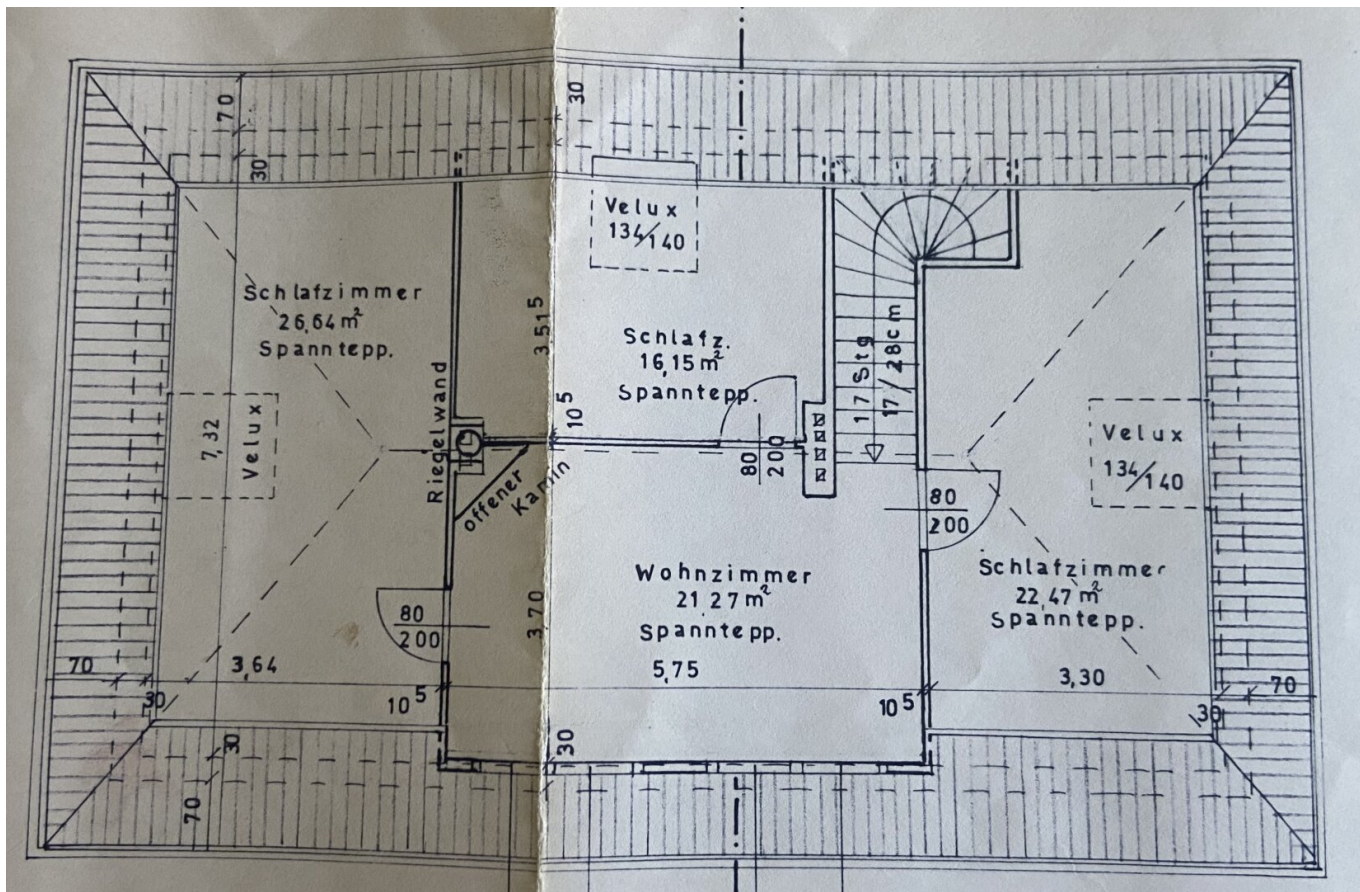 70
30
30
Velux
134/140
Schlafzimmer
26,64 m²
Spanntepp.
3.51⁵
Schlafz.
16,15 m²
Spanntepp.
17 Stg
17/28cm
Riegelwand
7,32
Velux
10⁵
80
200
offener
Kamin
Velux
134/140
80
200
Wohnzimmer
21.27 m²
Spanntepp.
5,75
Schlafzimmer
22,47 m²
Spanntepp.
3,30
80
200
3,70
70
3,64
30
10⁵
10⁵
70
30
30
30
70